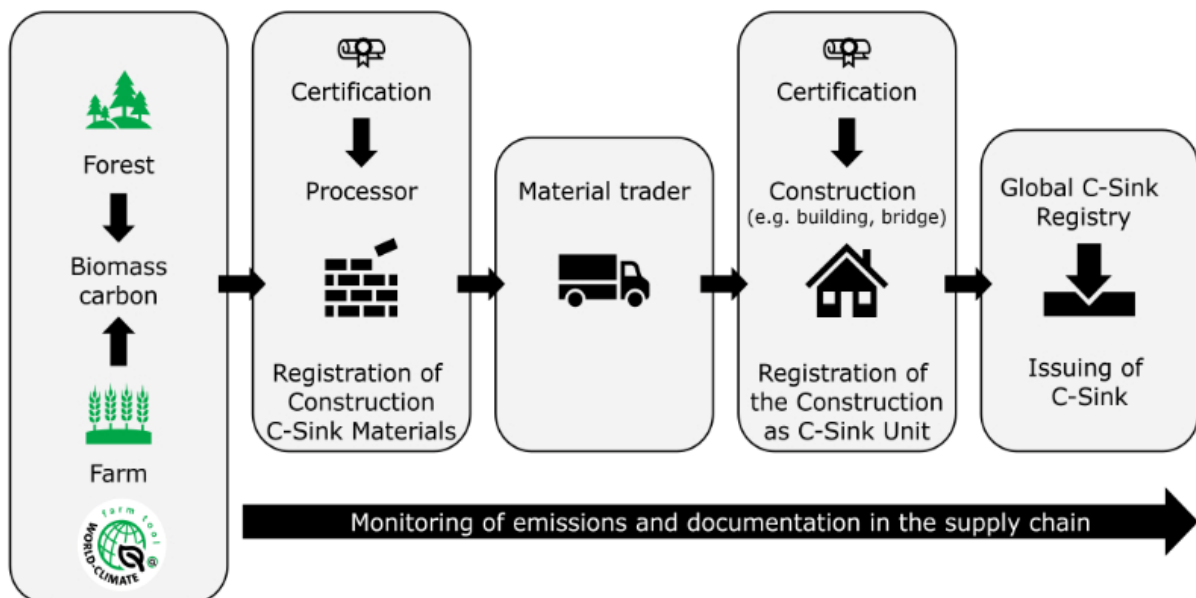 Forest
Biomass
carbon
Farm
farm tool @
WORLD-CLIMATE
Certification
Processor
Registration of
Construction
C-Sink Materials
Material trader
Certification
Construction
(e.g. building, bridge)
Registration of
the Construction
as C-Sink Unit
Global C-Sink
Registry
Issuing of
C-Sink
Monitoring of emissions and documentation in the supply chain